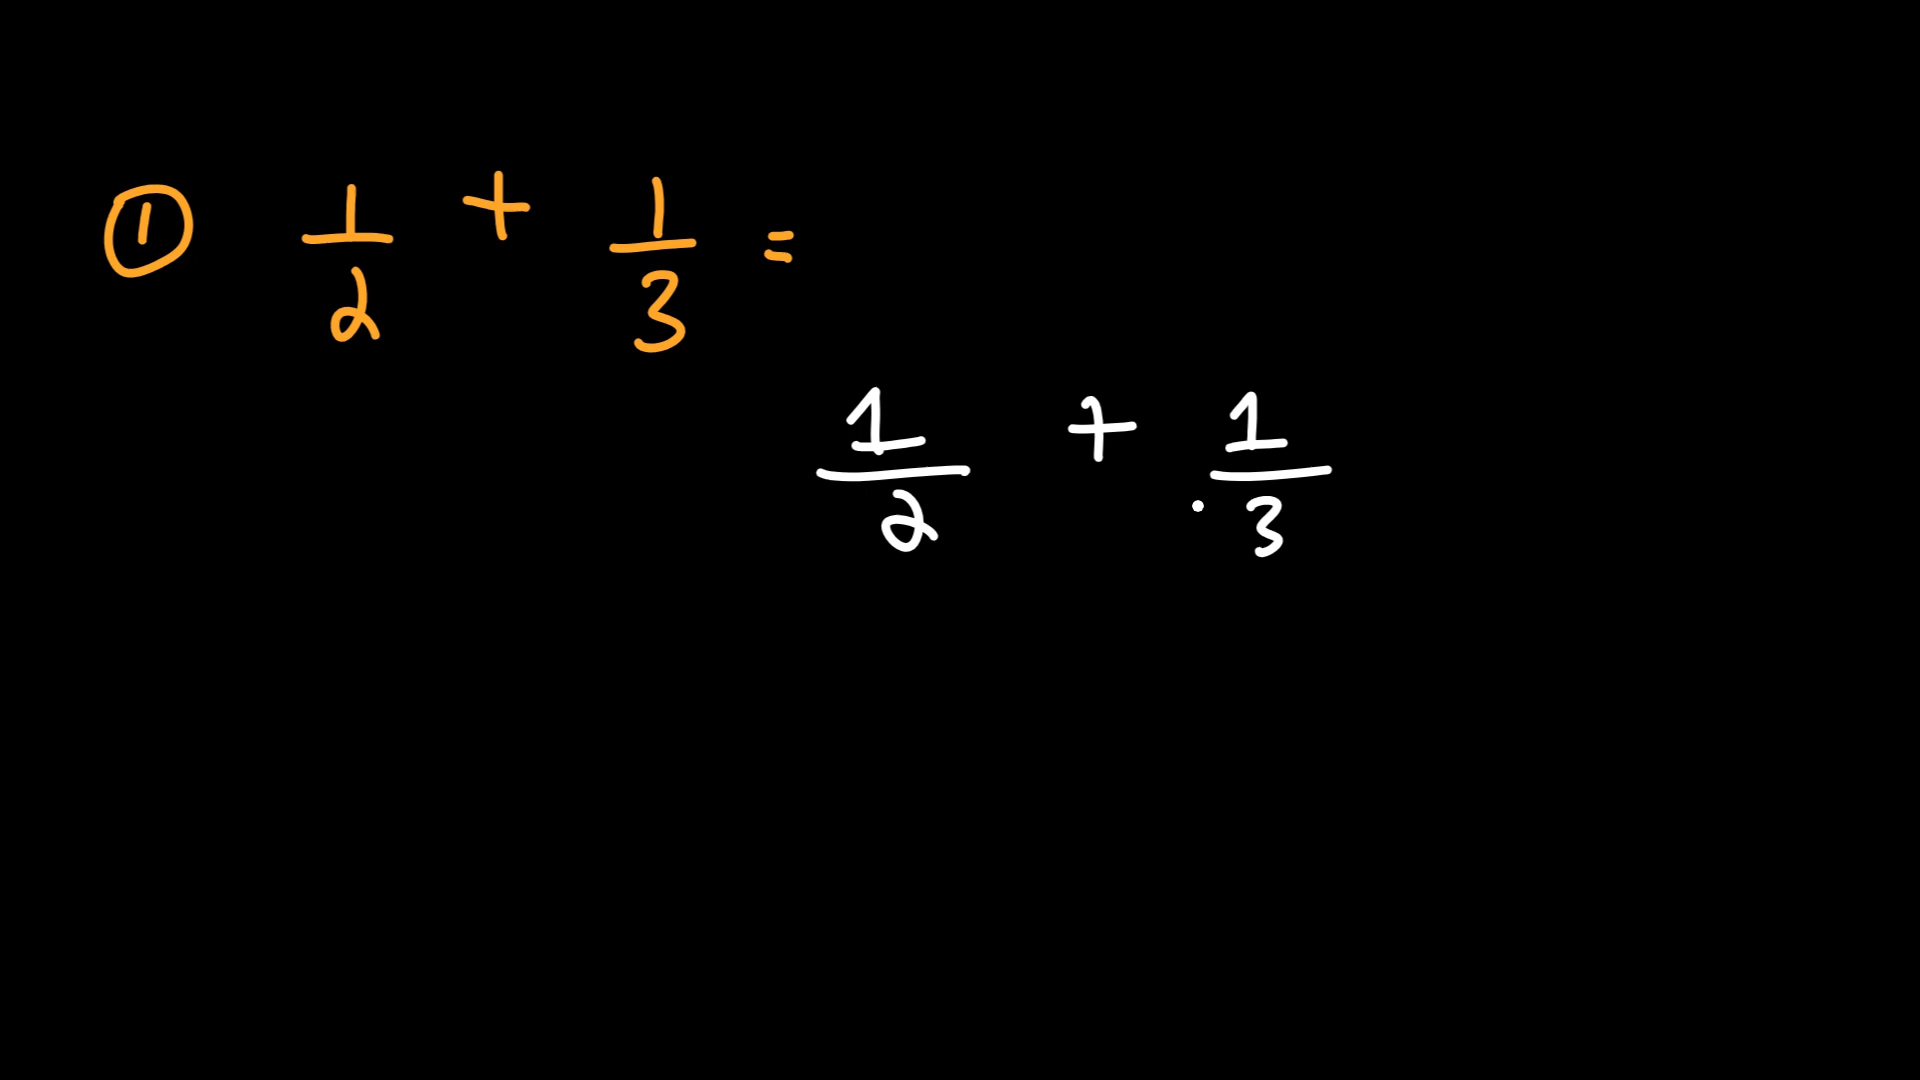 ① 1/2 + 1/3 =
1/2 + 1/3